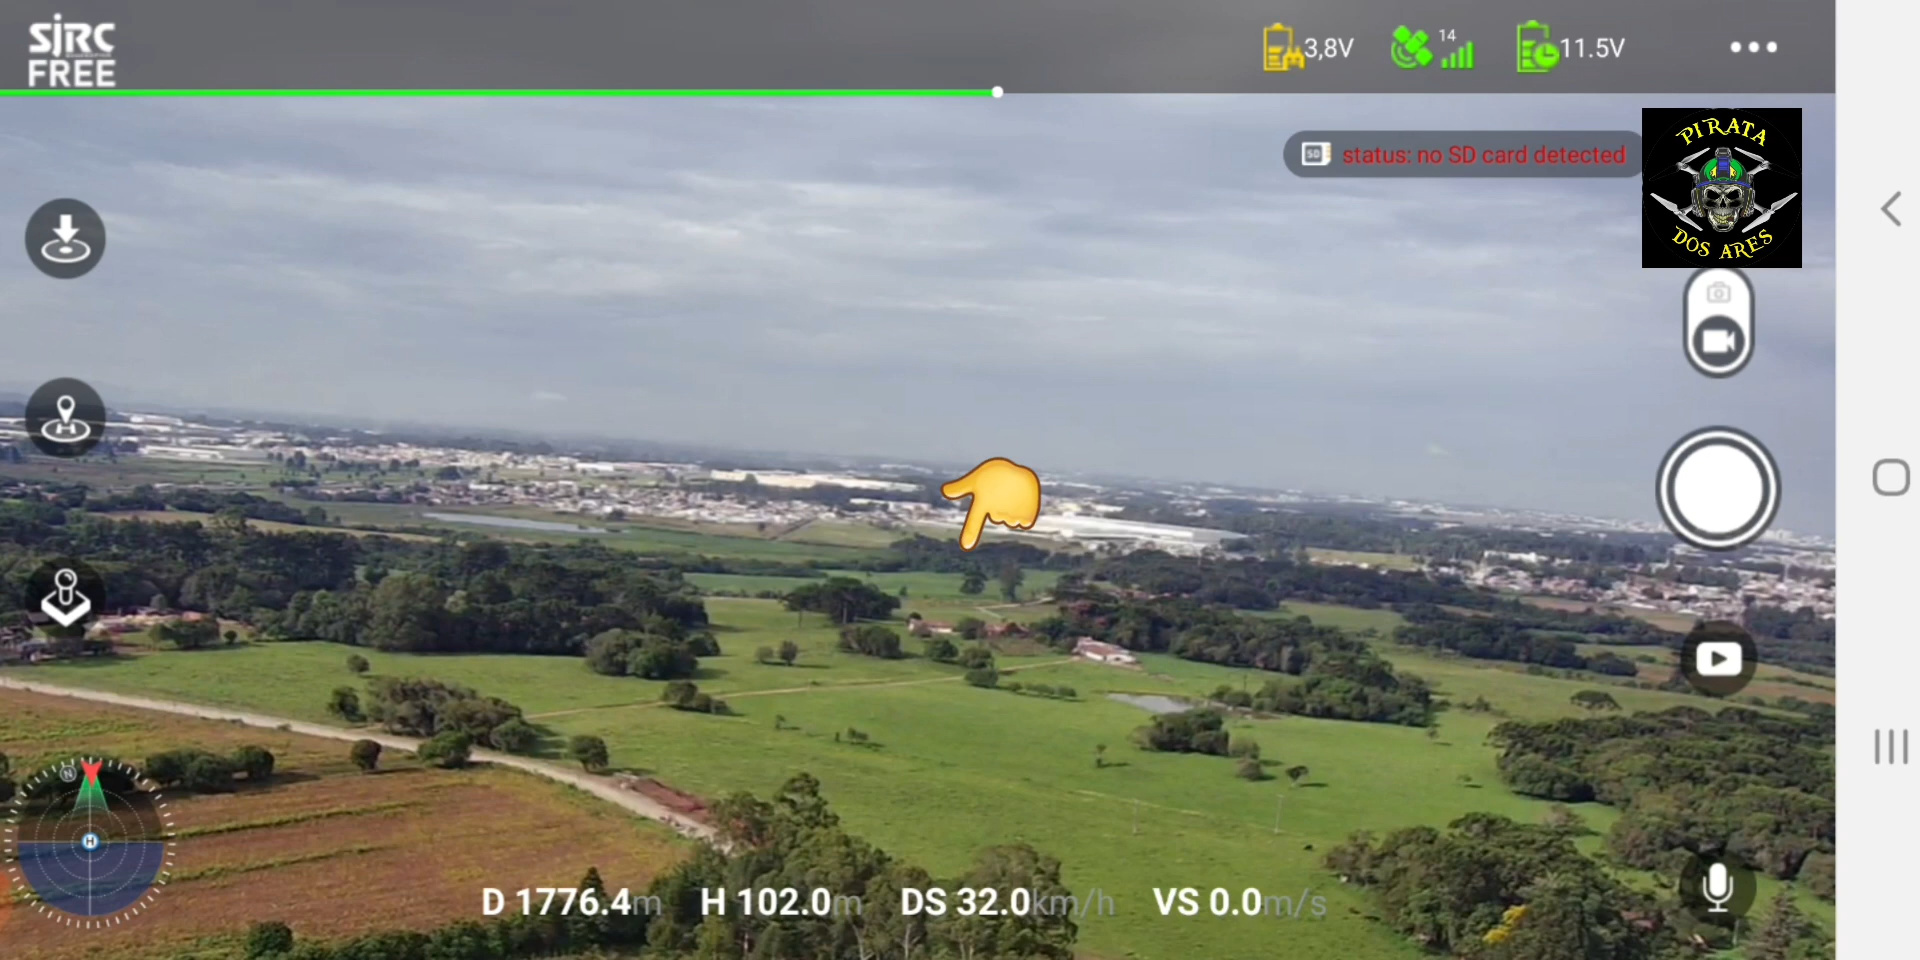 SJRC
FREE
3,8V
14
11.5V
SD
status: no SD card detected
PIRATA
DOS ARES
N
H
D 1776.4m H 102.0m DS 32.0km/h VS 0.0m/s